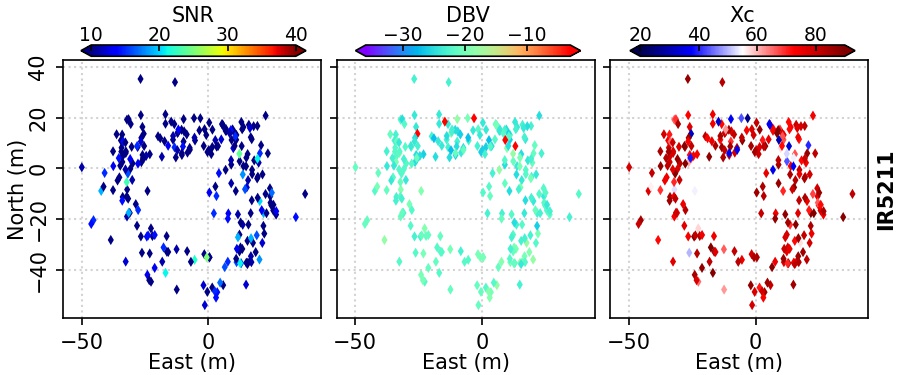 SNR
DBV
Xc
10 20 30 40
−30 −20 −10
20 40 60 80
North (m)
40
20
0
−20
−40
−50 0
−50 0
−50 0
East (m)
East (m)
East (m)
IR5211